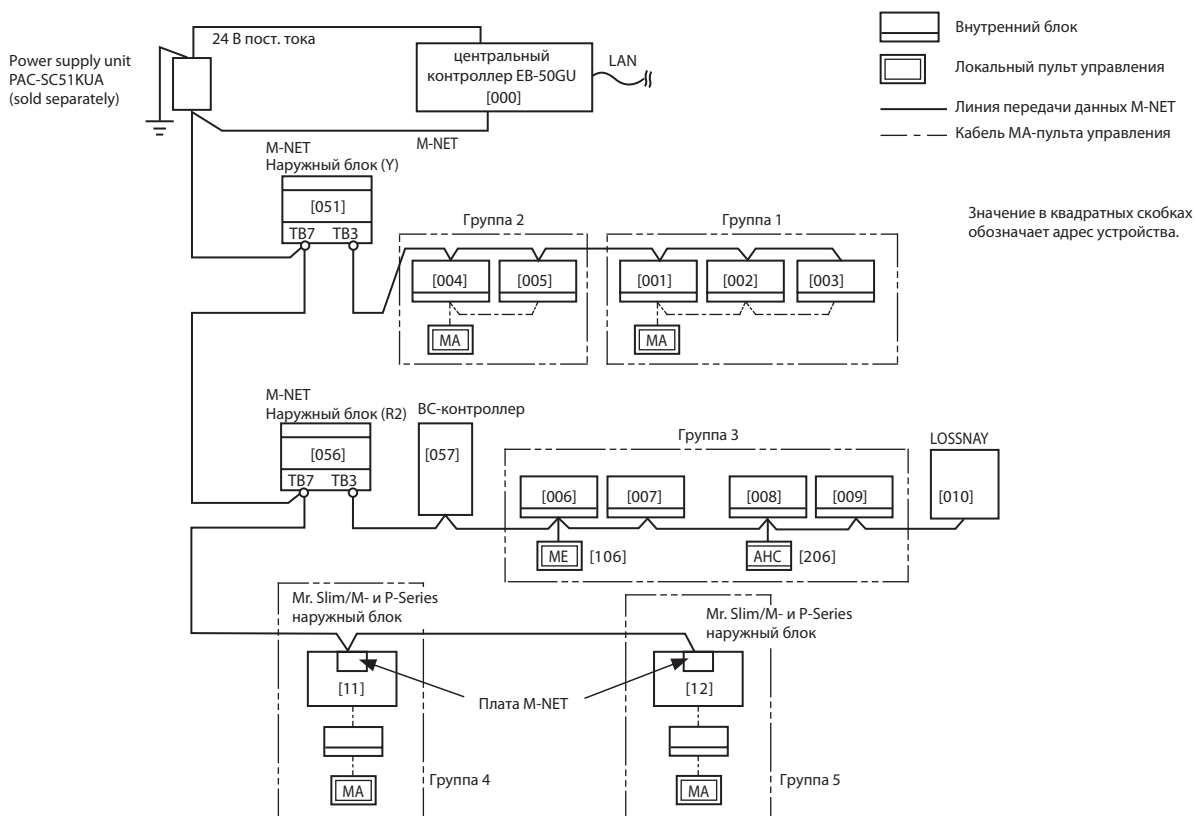 24 В пост. тока
Power supply unit
PAC-SC51KUA
(sold separately)
центральный
контроллер EB-50GU
[000]
LAN
M-NET
Внутренний блок
Локальный пульт управления
Линия передачи данных M-NET
Кабель МА-пульта управления
Значение в квадратных скобках
обозначает адрес устройства.
M-NET
Наружный блок (Y)
[051]
TB7 TB3
Группа 2
[004] [005]
MA
Группа 1
[001] [002] [003]
MA
M-NET
Наружный блок (R2)
[056]
TB7 TB3
BC-контроллер
[057]
Группа 3
[006] [007] [008] [009]
ME [106]
AHC [206]
LOSSNAY
[010]
Mr. Slim/M- и P-Series
наружный блок
[11]
MA
Группа 4
Плата M-NET
Mr. Slim/M- и P-Series
наружный блок
[12]
MA
Группа 5